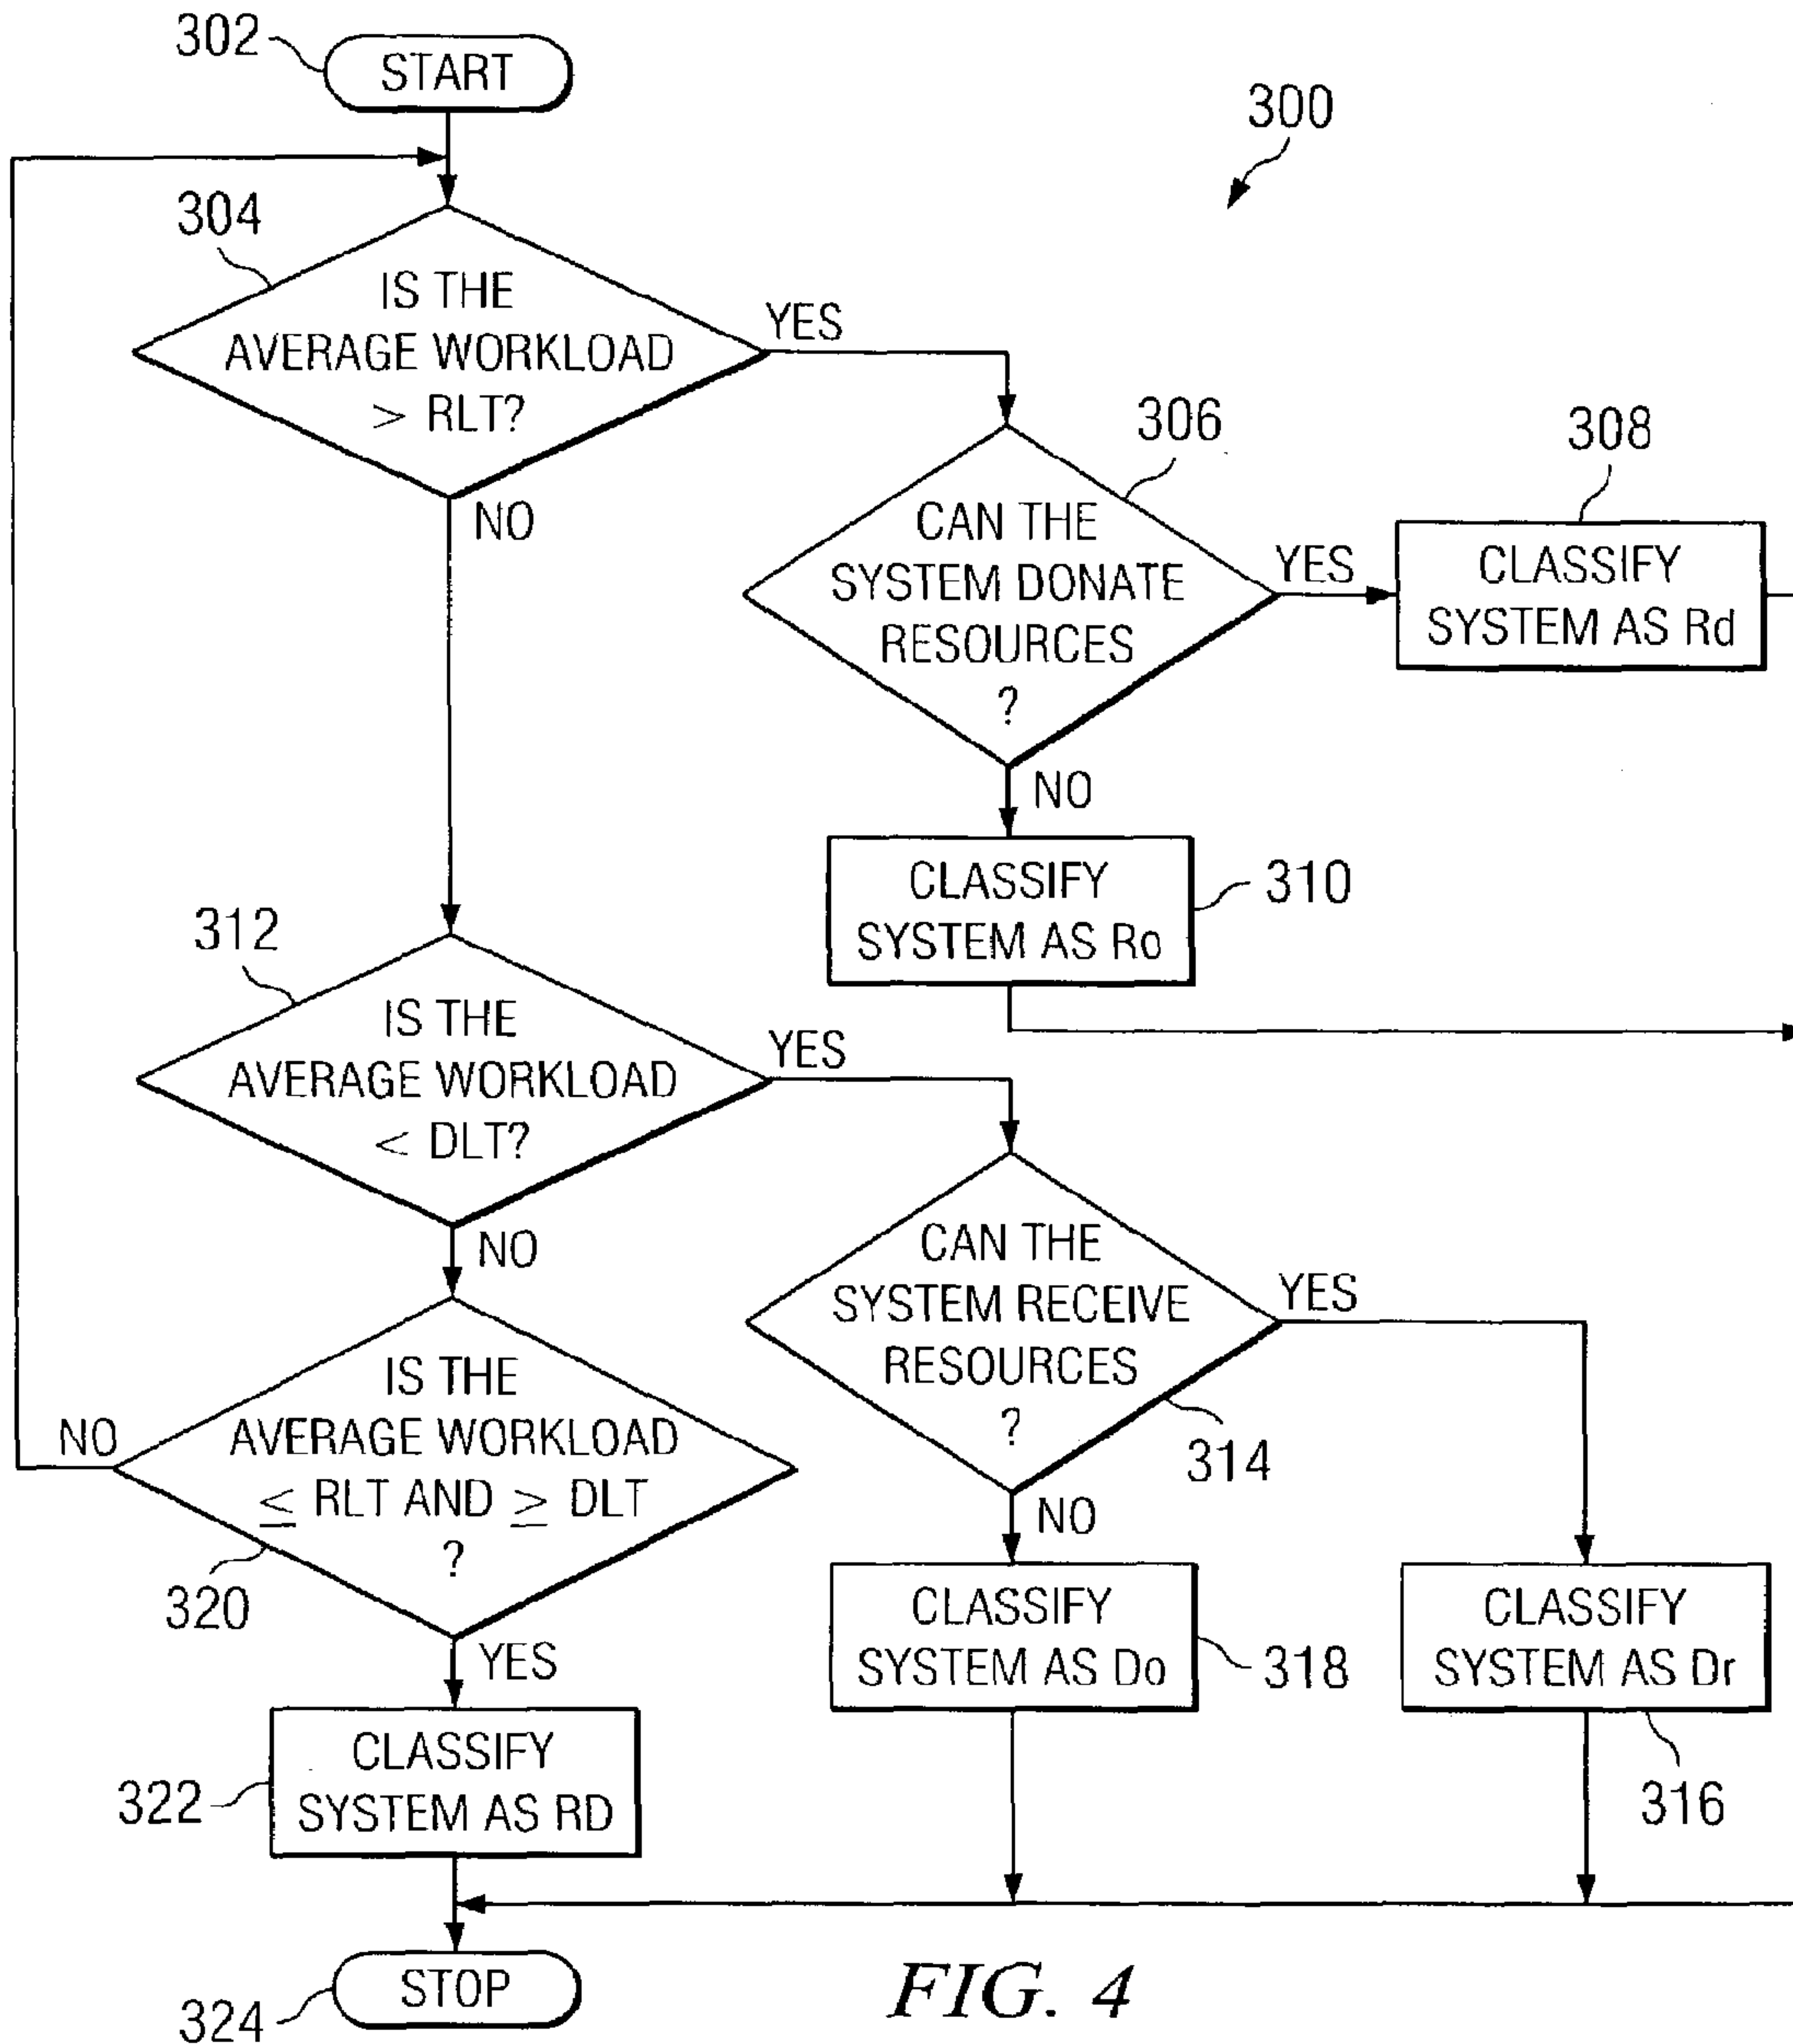 302
START
300
304
IS THE
AVERAGE WORKLOAD
> RLT?
YES
NO
306
CAN THE
SYSTEM DONATE
RESOURCES
?
YES
308
CLASSIFY
SYSTEM AS Rd
NO
CLASSIFY
SYSTEM AS Ro
310
312
IS THE
AVERAGE WORKLOAD
< DLT?
YES
NO
CAN THE
SYSTEM RECEIVE
RESOURCES
?
YES
314
NO
IS THE
AVERAGE WORKLOAD
≤ RLT AND ≥ DLT
?
NO
320
YES
CLASSIFY
SYSTEM AS Do
318
CLASSIFY
SYSTEM AS Dr
316
CLASSIFY
SYSTEM AS RD
322
STOP
324
FIG. 4